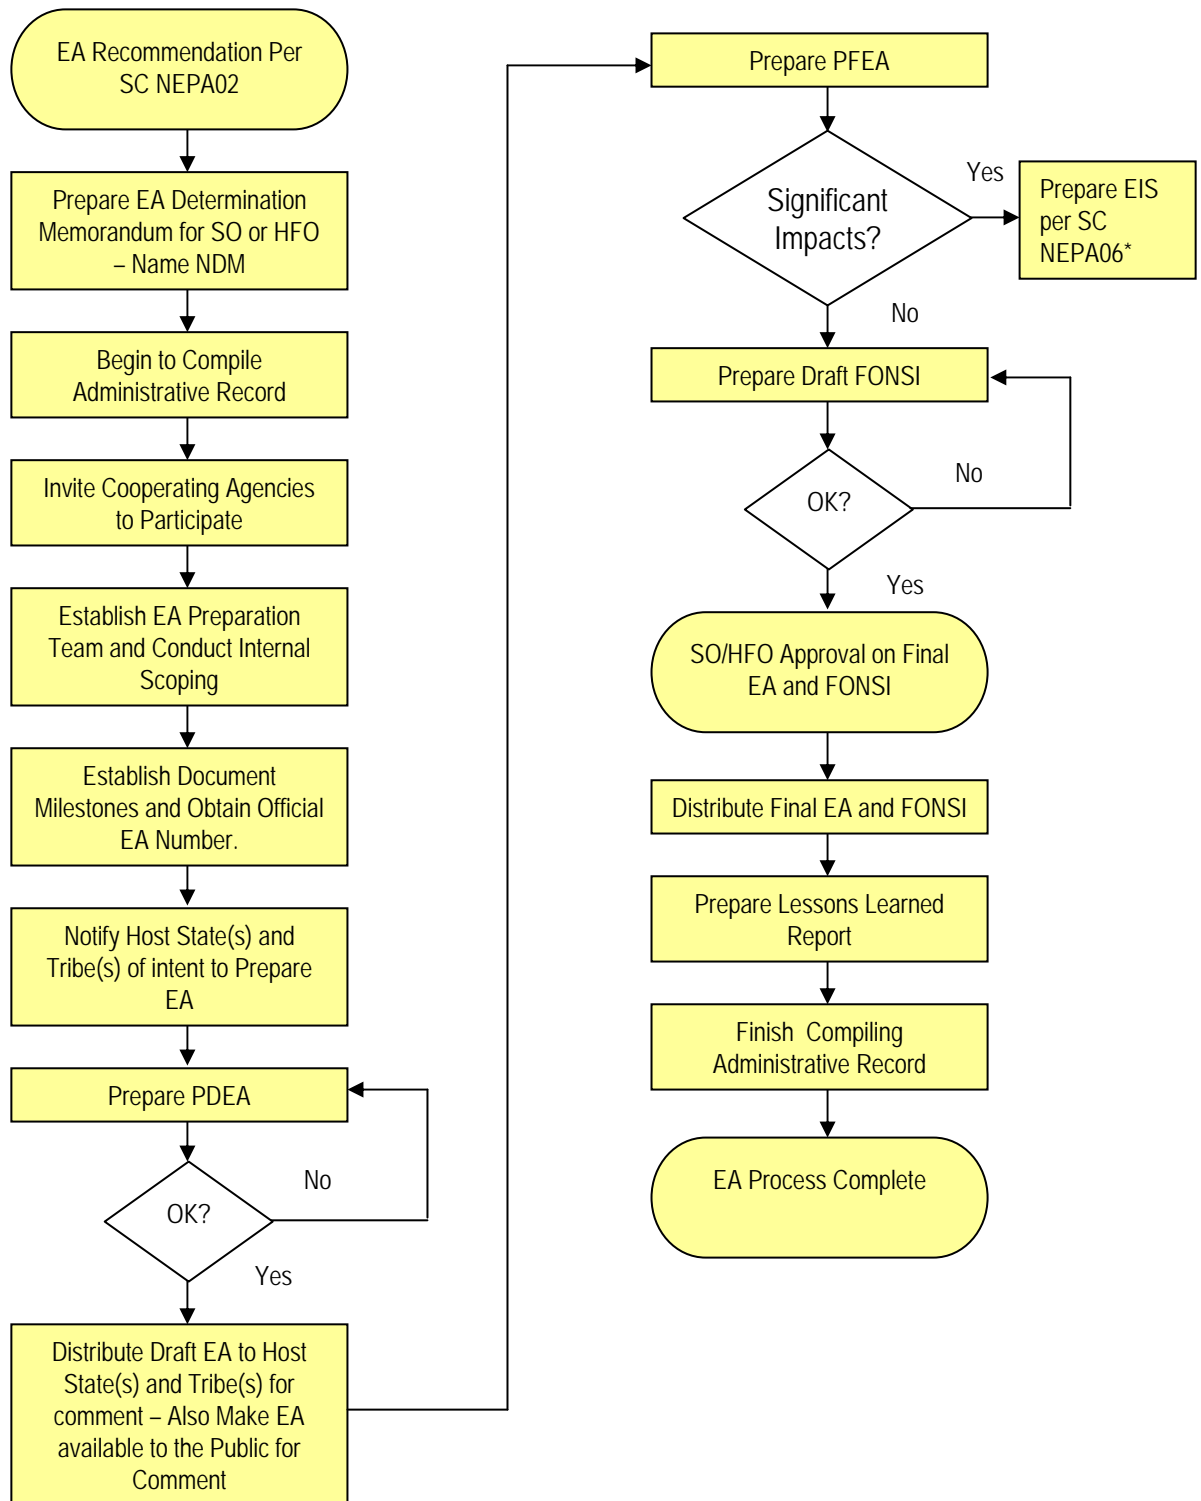 EA Recommendation Per
SC NEPA02
Prepare EA Determination
Memorandum for SO or HFO
– Name NDM
Begin to Compile
Administrative Record
Invite Cooperating Agencies
to Participate
Establish EA Preparation
Team and Conduct Internal
Scoping
Establish Document
Milestones and Obtain Official
EA Number.
Notify Host State(s) and
Tribe(s) of intent to Prepare
EA
Prepare PDEA
OK?
No
Yes
Distribute Draft EA to Host
State(s) and Tribe(s) for
comment – Also Make EA
available to the Public for
Comment
Prepare PFEA
Significant
Impacts?
Yes
Prepare EIS
per SC
NEPA06*
No
Prepare Draft FONSI
OK?
No
Yes
SO/HFO Approval on Final
EA and FONSI
Distribute Final EA and FONSI
Prepare Lessons Learned
Report
Finish Compiling
Administrative Record
EA Process Complete